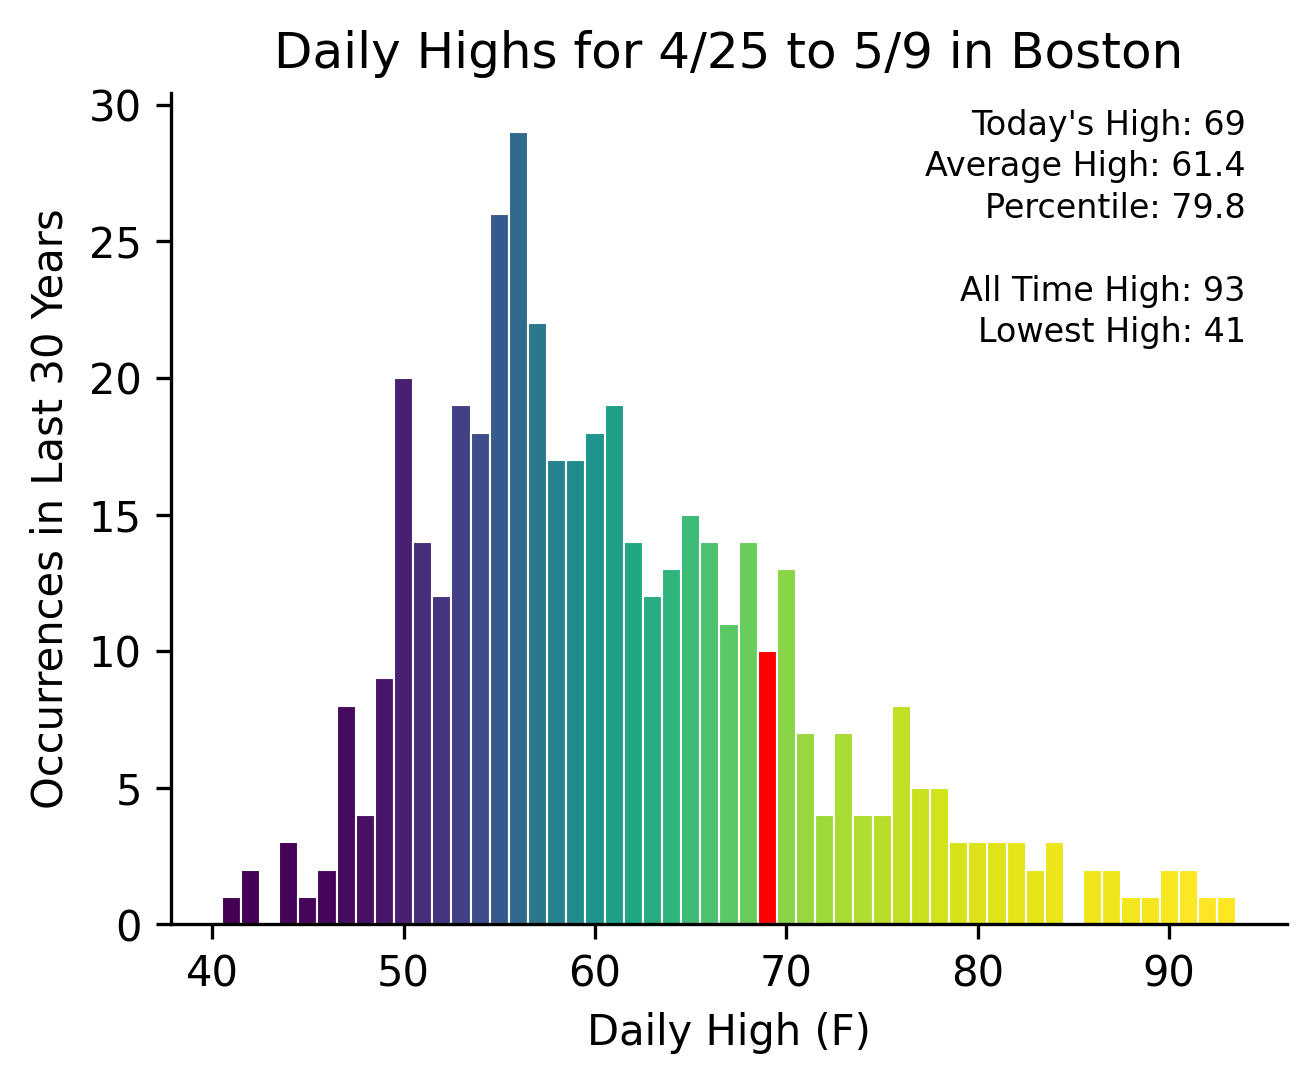 Daily Highs for 4/25 to 5/9 in Boston
Today's High: 69
Average High: 61.4
Percentile: 79.8
All Time High: 93
Lowest High: 41
Occurrences in Last 30 Years
30
25
20
15
10
5
0
40 50 60 70 80 90
Daily High (F)